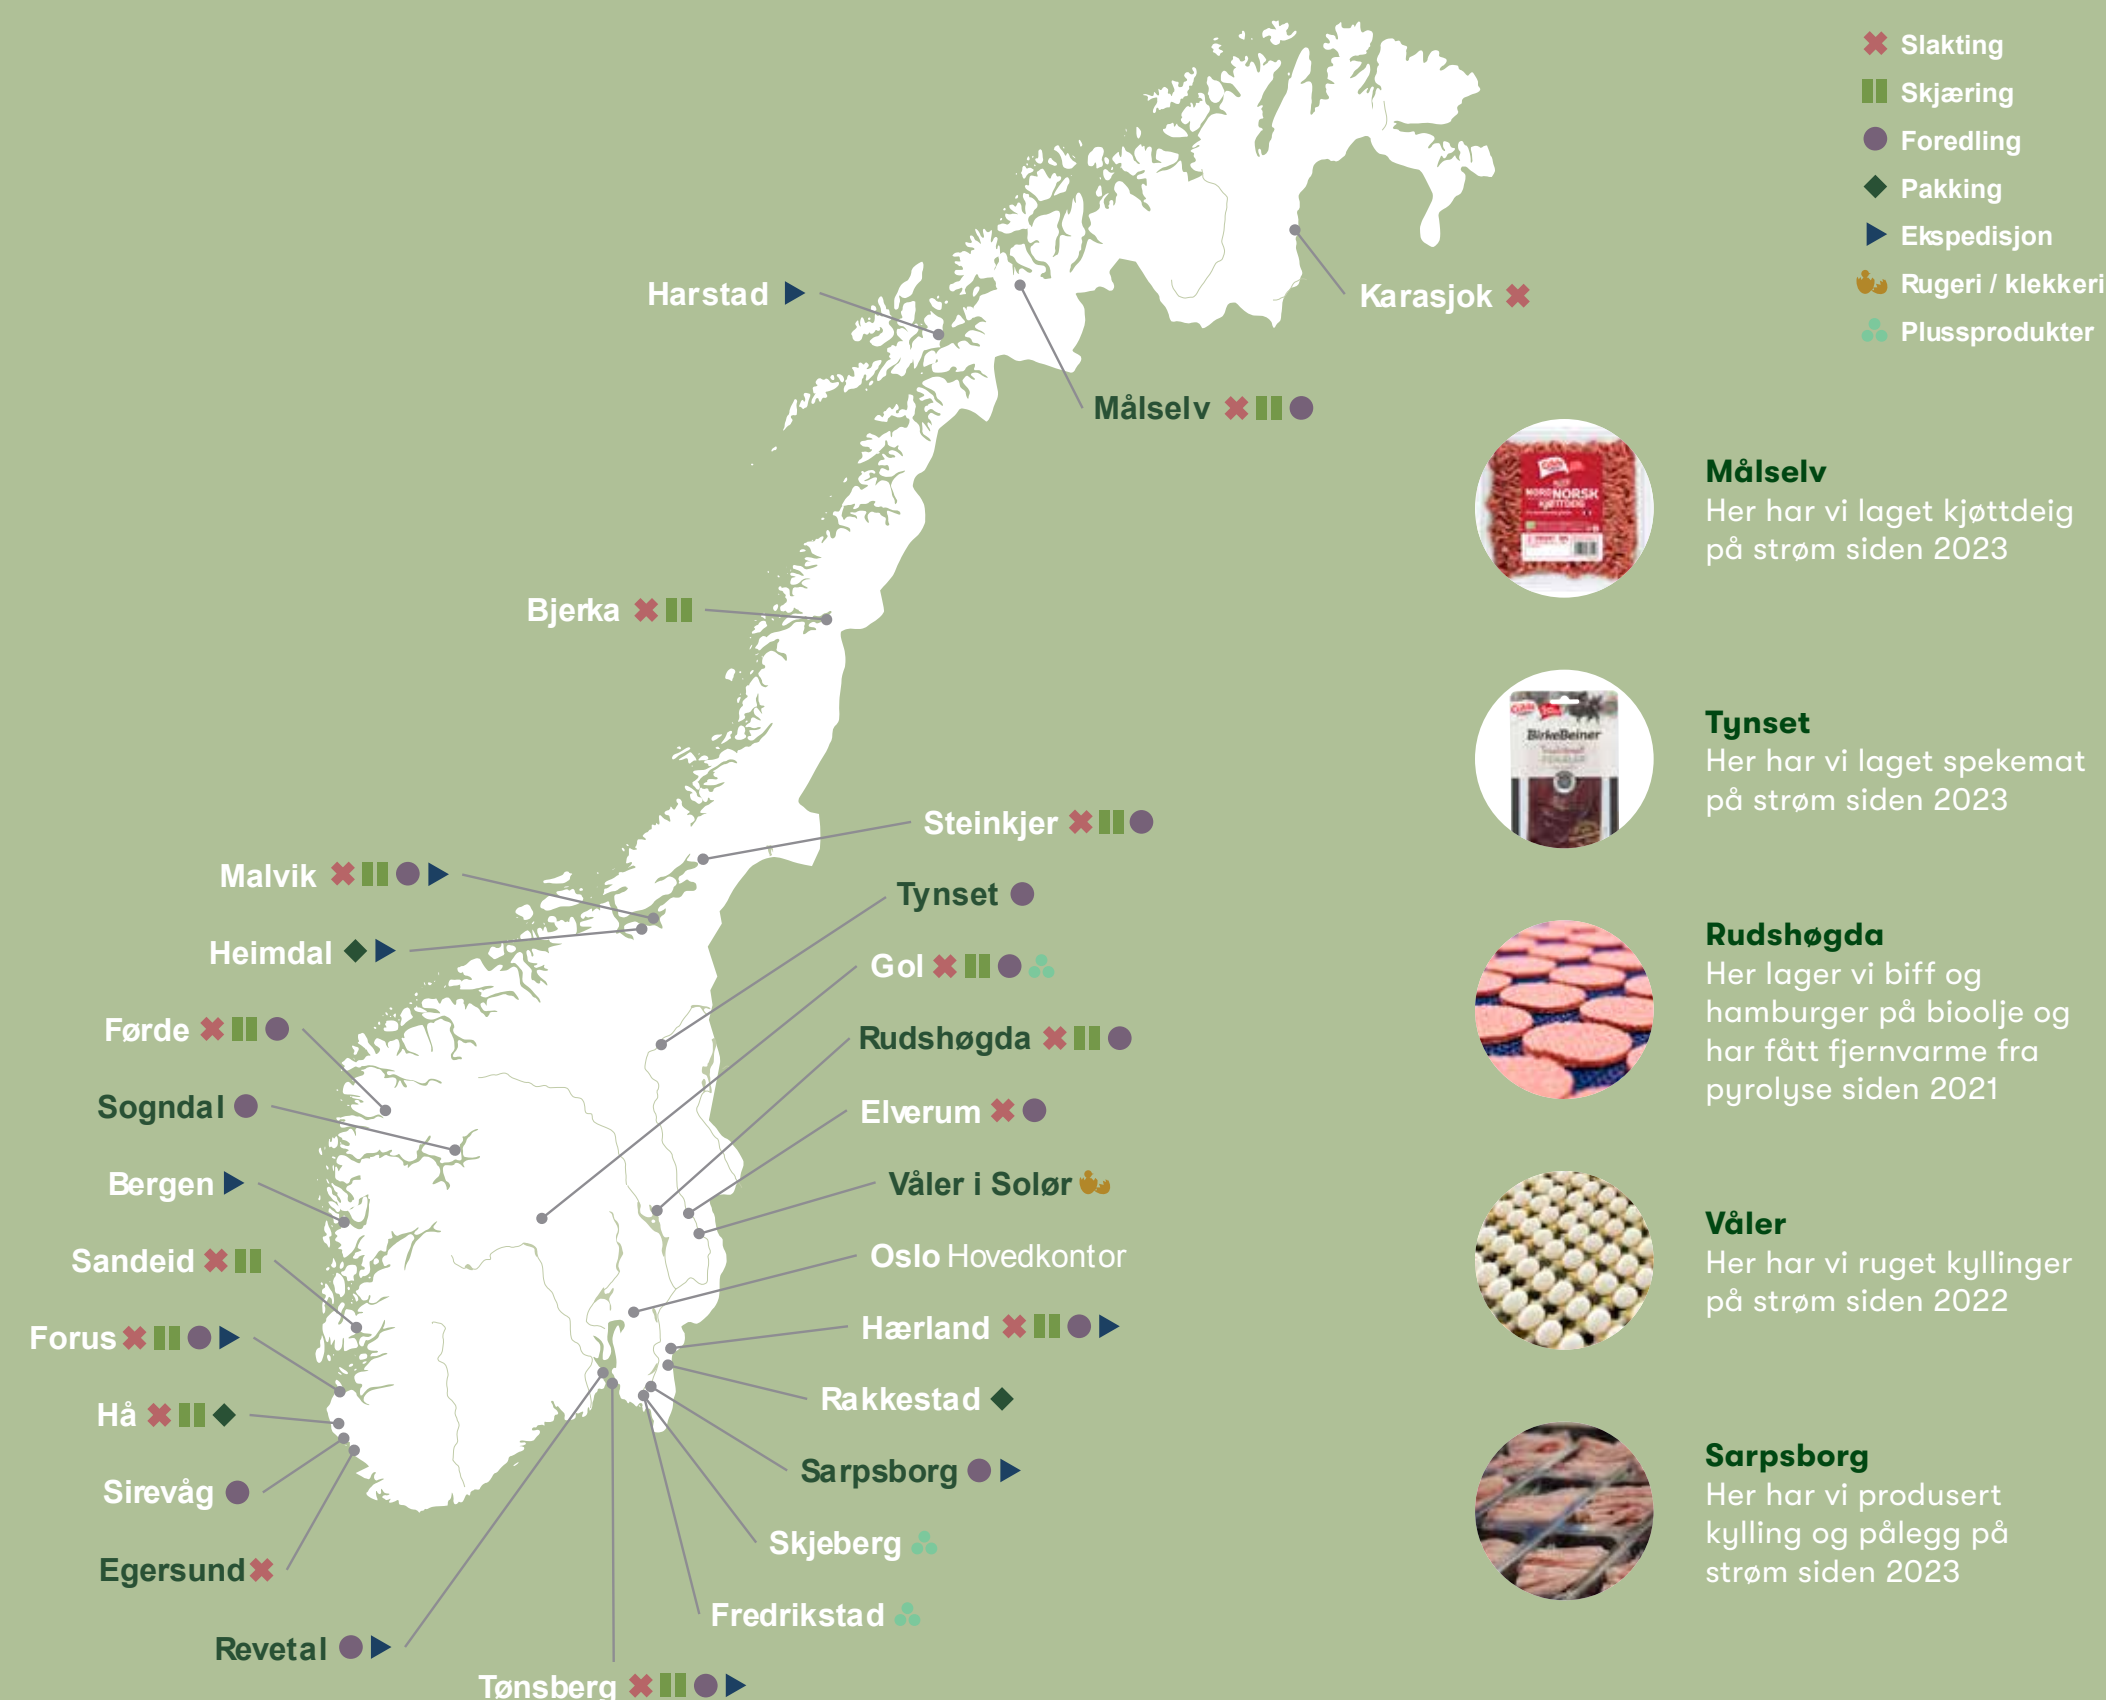 Slakting
Skjæring
Foredling
Pakking
Ekspedisjon
Rugeri / klekkeri
Plussprodukter
Harstad
Karasjok
Målselv
Bjerka
Steinkjer
Malvik
Tynset
Heimdal
Gol
Førde
Rudshøgda
Sogndal
Elverum
Bergen
Våler i Solør
Sandeid
Oslo Hovedkontor
Forus
Hærland
Hå
Rakkestad
Sirevåg
Sarpsborg
Egersund
Skjeberg
Fredrikstad
Revetal
Tønsberg
NORDNORSK
KJØTTDEIG
Målselv
Her har vi laget kjøttdeig
på strøm siden 2023
BirkeBeiner
Tynset
Her har vi laget spekemat
på strøm siden 2023
Rudshøgda
Her lager vi biff og
hamburger på bioolje og
har fått fjernvarme fra
pyrolyse siden 2021
Våler
Her har vi ruget kyllinger
på strøm siden 2022
Sarpsborg
Her har vi produsert
kylling og pålegg på
strøm siden 2023